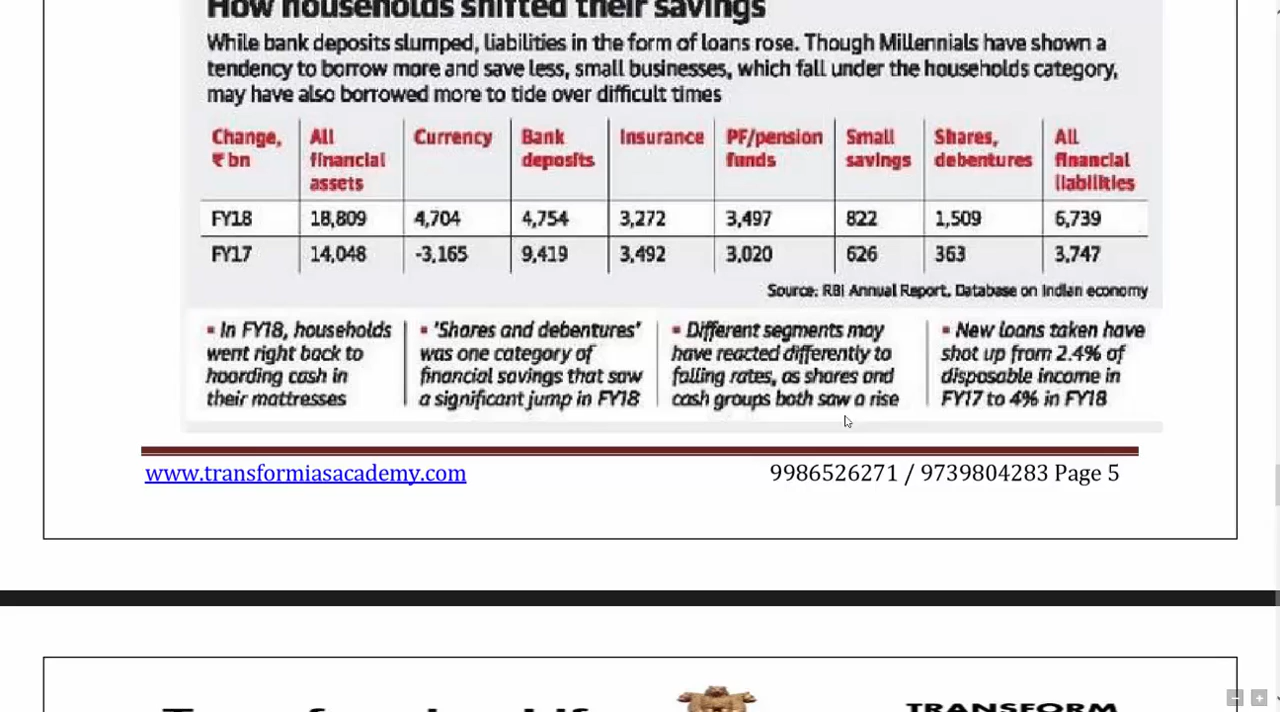 How households shifted their savings
While bank deposits slumped, liabilities in the form of loans rose. Though Millennials have shown a
tendency to borrow more and save less, small businesses, which fall under the households category,
may have also borrowed more to tide over difficult times
Change, ₹ bn All financial assets Currency Bank deposits Insurance PF/pension funds Small savings Shares, debentures All financial liabilities
FY18 18,809 4,704 4,754 3,272 3,497 822 1,509 6,739
FY17 14,048 -3,165 9,419 3,492 3,020 626 363 3,747
Source: RBI Annual Report, Database on Indian economy
▪ In FY18, households
went right back to
hoarding cash in
their mattresses
▪ 'Shares and debentures'
was one category of
financial savings that saw
a significant jump in FY18
▪ Different segments may
have reacted differently to
falling rates, as shares and
cash groups both saw a rise
▪ New loans taken have
shot up from 2.4% of
disposable income in
FY17 to 4% in FY18
www.transformiasacademy.com 9986526271 / 9739804283 Page 5
TRANSFORM